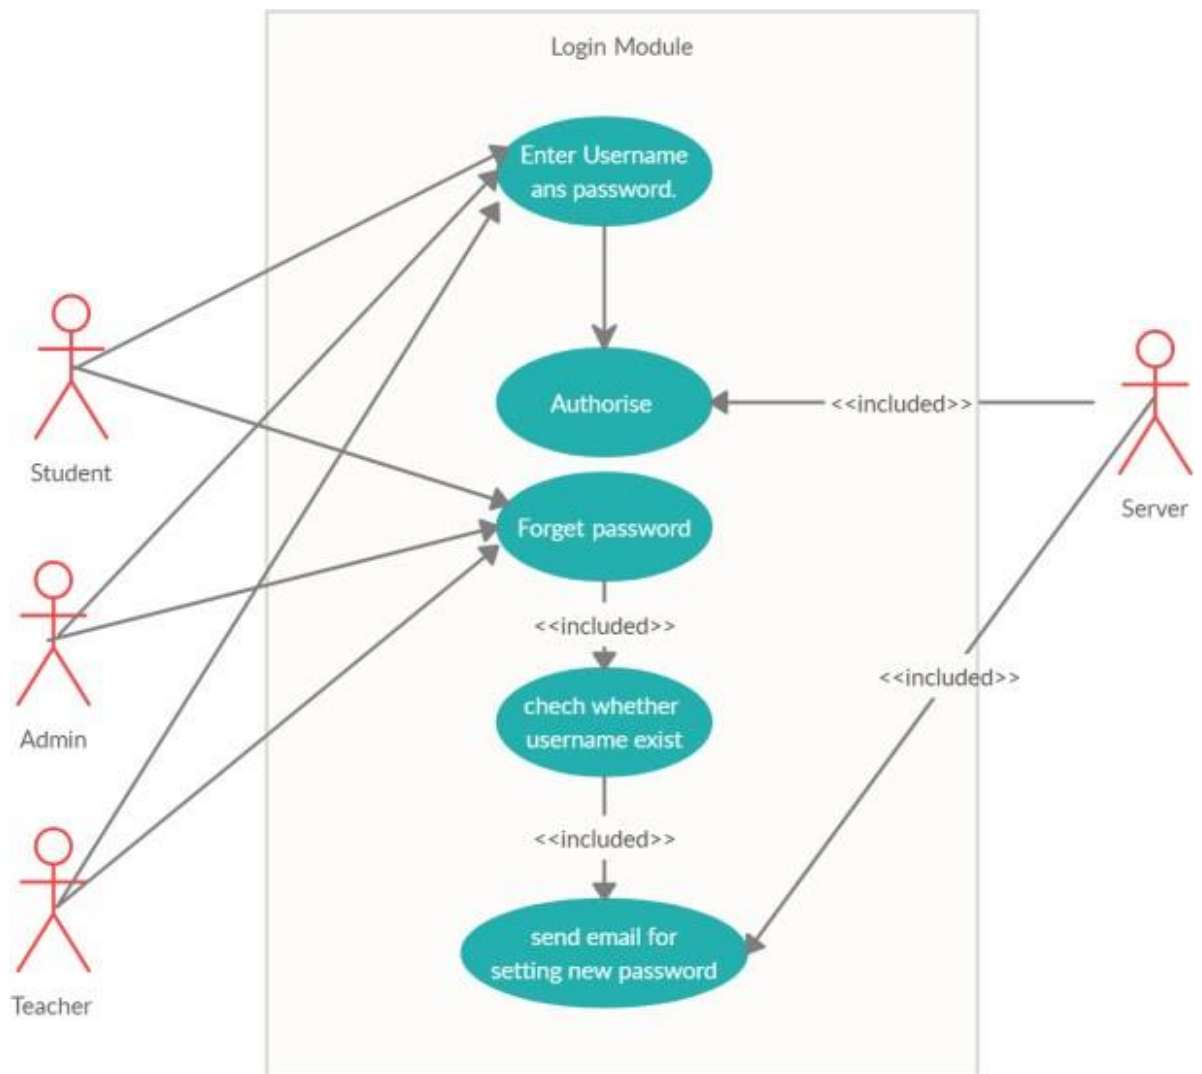 Login Module
Enter Username
ans password.
Authorise
<<included>>
Forget password
<<included>>
chech whether
username exist
<<included>>
send email for
setting new password
Student
Admin
Teacher
Server
<<included>>